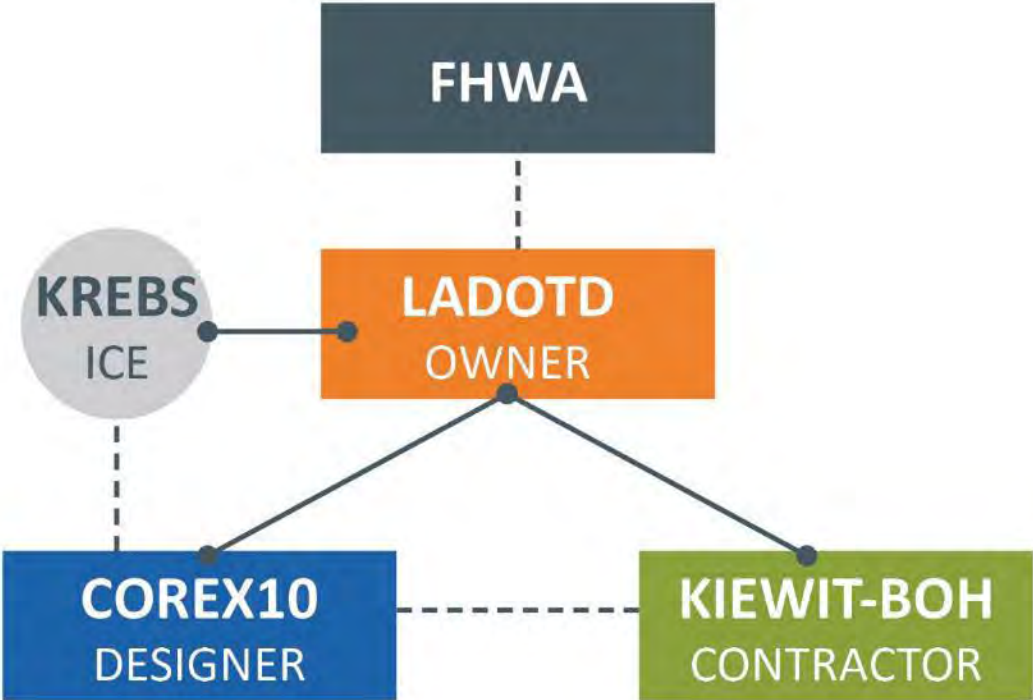 FHWA
LADOTD
OWNER
KREBS
ICE
COREX10
DESIGNER
KIEWIT-BOH
CONTRACTOR